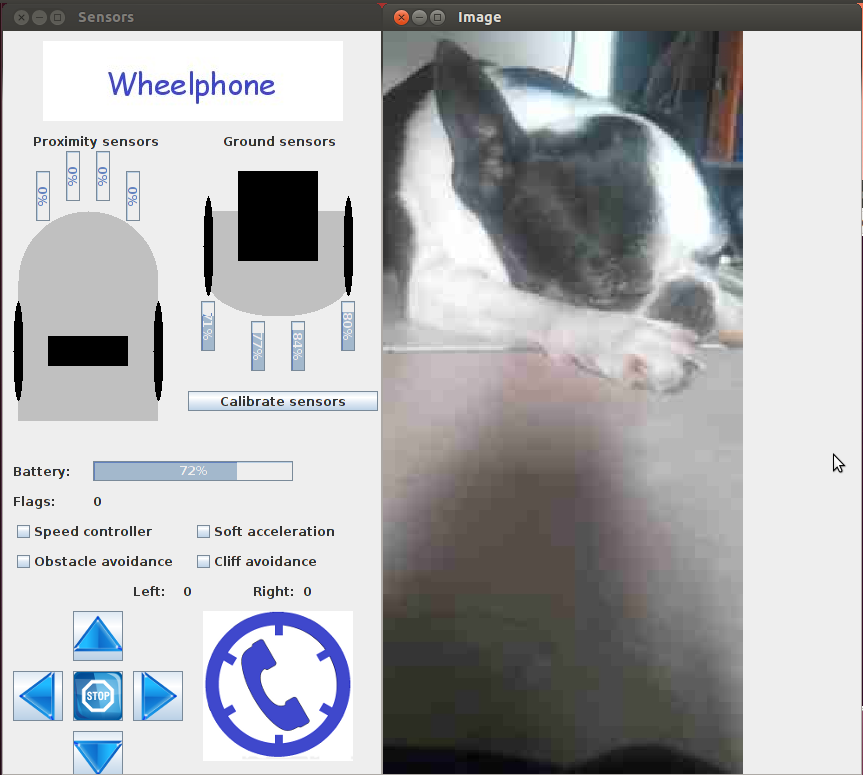 Sensors
Image
Wheelphone
Proximity sensors
Ground sensors
0%
0%
0%
0%
71%
77%
84%
80%
Calibrate sensors
Battery:
72%
Flags:
0
Speed controller
Soft acceleration
Obstacle avoidance
Cliff avoidance
Left:
0
Right:
0
STOP